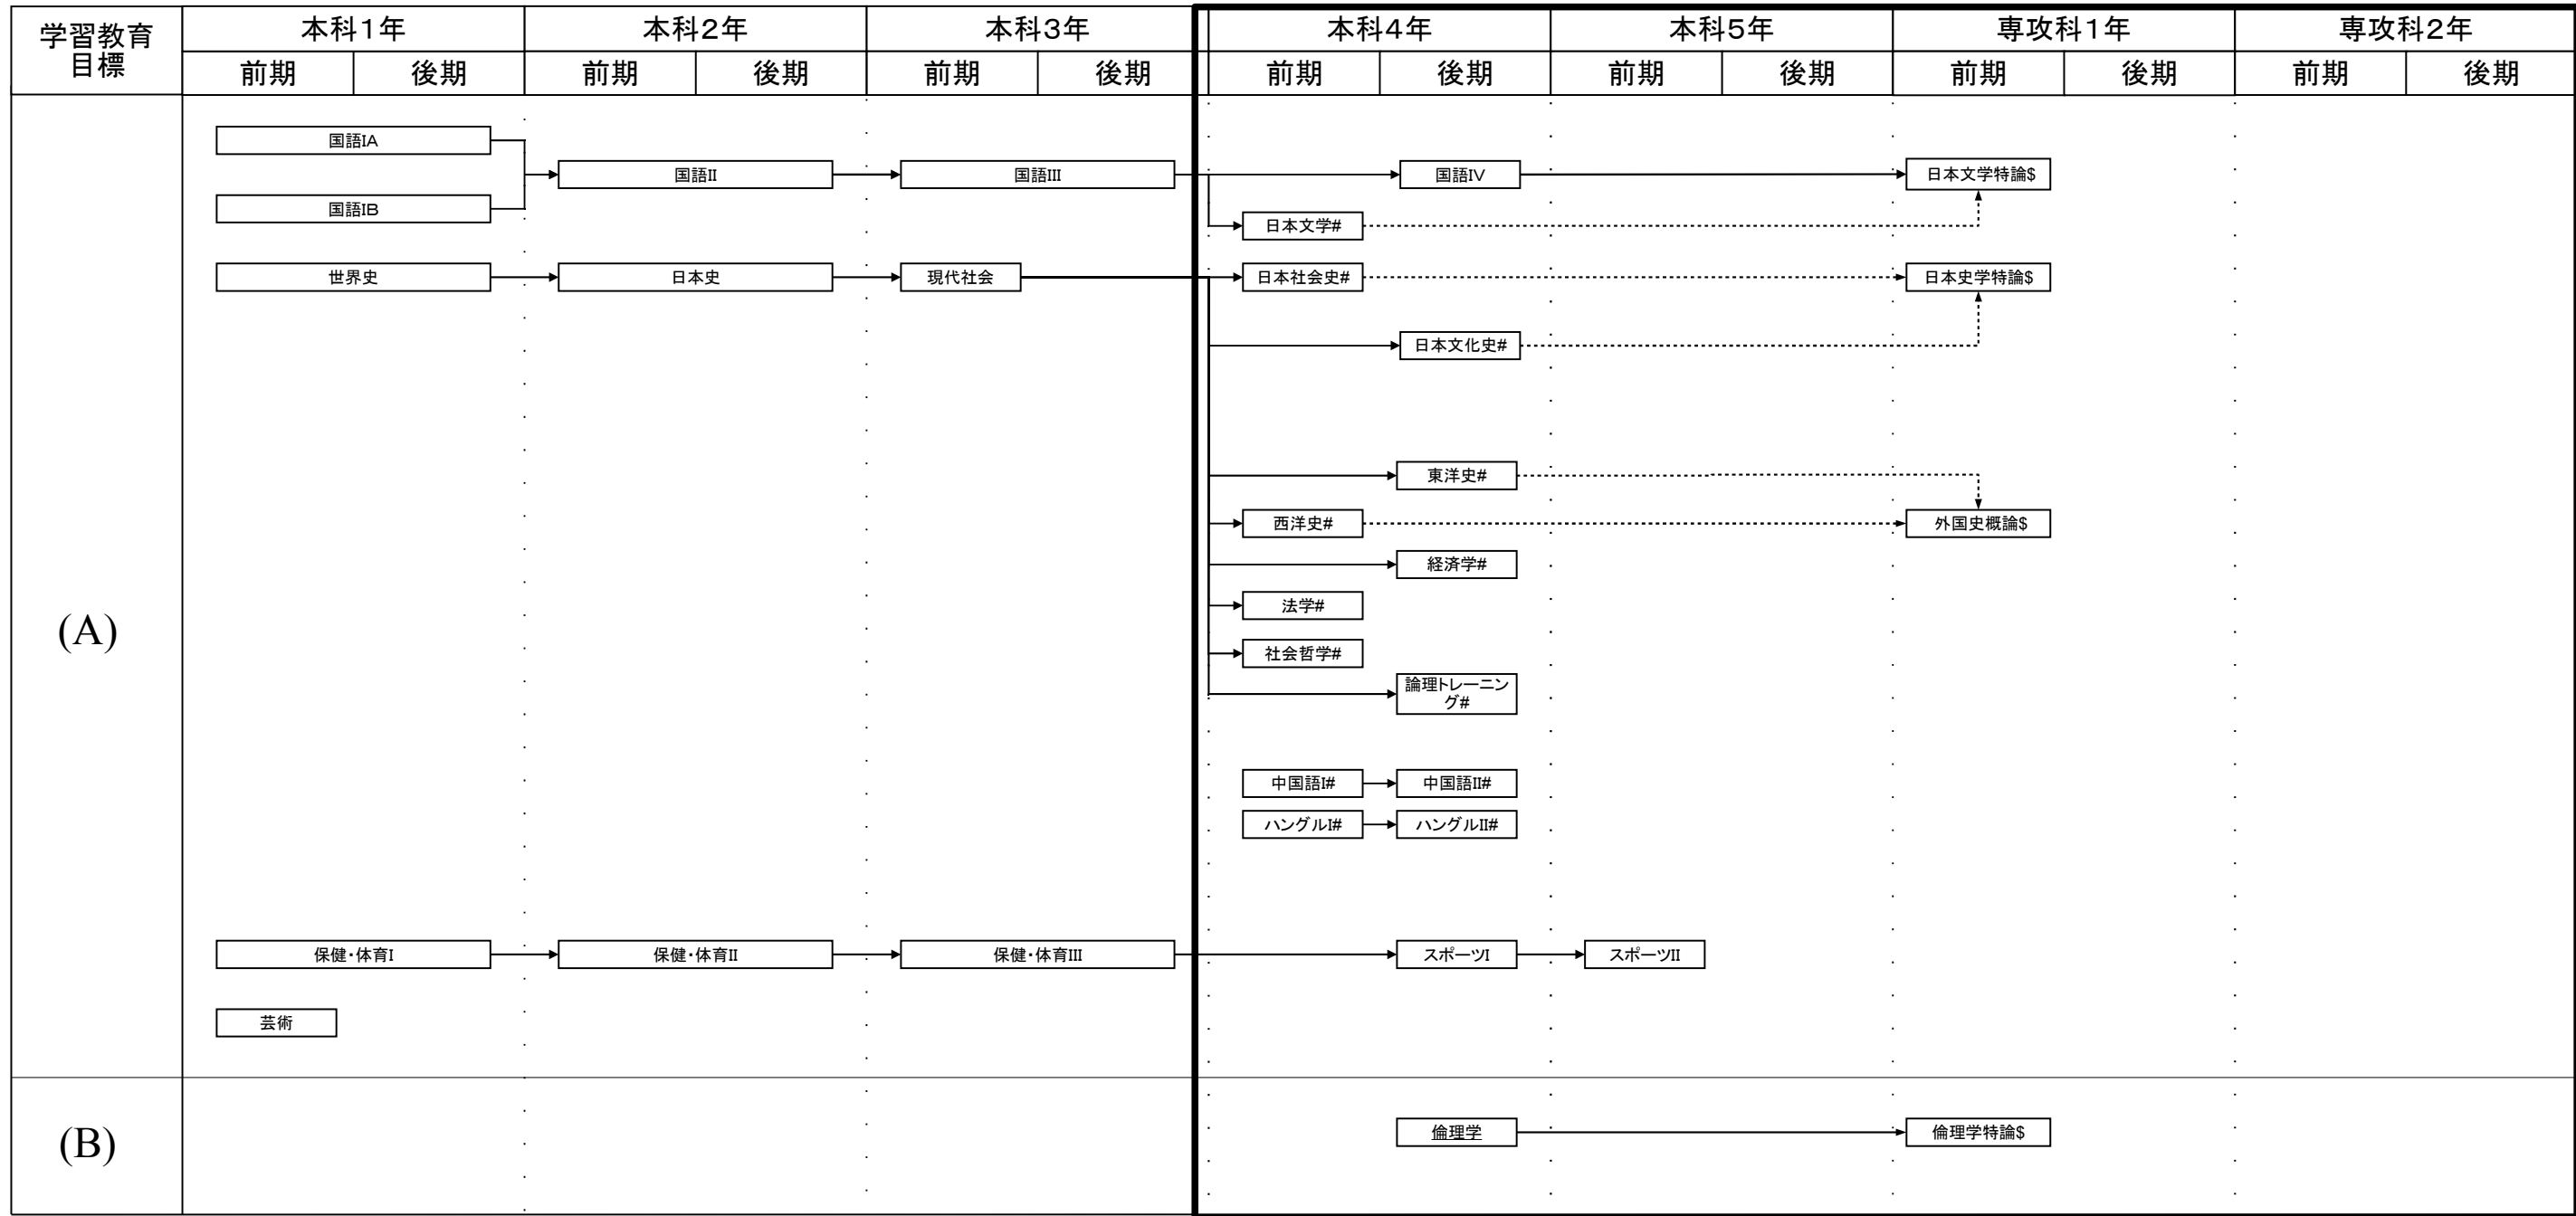 学習教育
目標
本科1年
本科2年
本科3年
本科4年
本科5年
専攻科1年
専攻科2年
前期
後期
前期
後期
前期
後期
前期
後期
前期
後期
前期
後期
前期
後期
(A)
国語IA
国語IB
国語II
国語III
国語IV
日本文学特論$
日本文学#
世界史
日本史
現代社会
日本社会史#
日本史学特論$
日本文化史#
東洋史#
西洋史#
外国史概論$
経済学#
法学#
社会哲学#
論理トレーニン
グ#
中国語I#
中国語II#
ハングルI#
ハングルII#
保健・体育I
保健・体育II
保健・体育III
スポーツI
スポーツII
芸術
(B)
倫理学
倫理学特論$